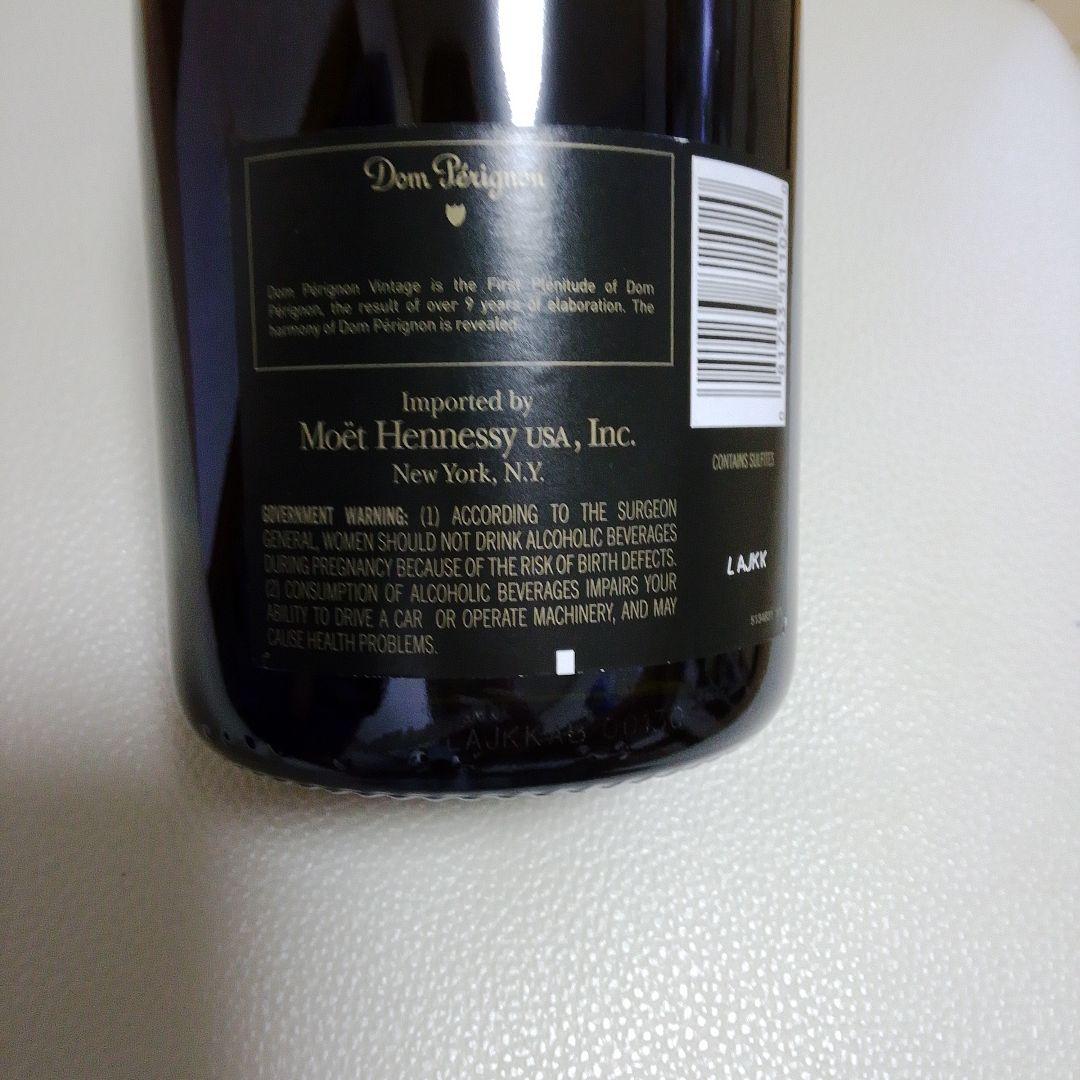 Dom Pérignon
Dom Pérignon Vintage is the First Plénitude of Dom
Pérignon, the result of over 9 years of elaboration. The
harmony of Dom Pérignon is revealed.
Imported by
Moët Hennessy USA, Inc.
New York, N.Y.
GOVERNMENT WARNING: (1) ACCORDING TO THE SURGEON
GENERAL, WOMEN SHOULD NOT DRINK ALCOHOLIC BEVERAGES
DURING PREGNANCY BECAUSE OF THE RISK OF BIRTH DEFECTS.
(2) CONSUMPTION OF ALCOHOLIC BEVERAGES IMPAIRS YOUR
ABILITY TO DRIVE A CAR OR OPERATE MACHINERY, AND MAY
CAUSE HEALTH PROBLEMS.
CONTAINS SULFITES
LAJKK